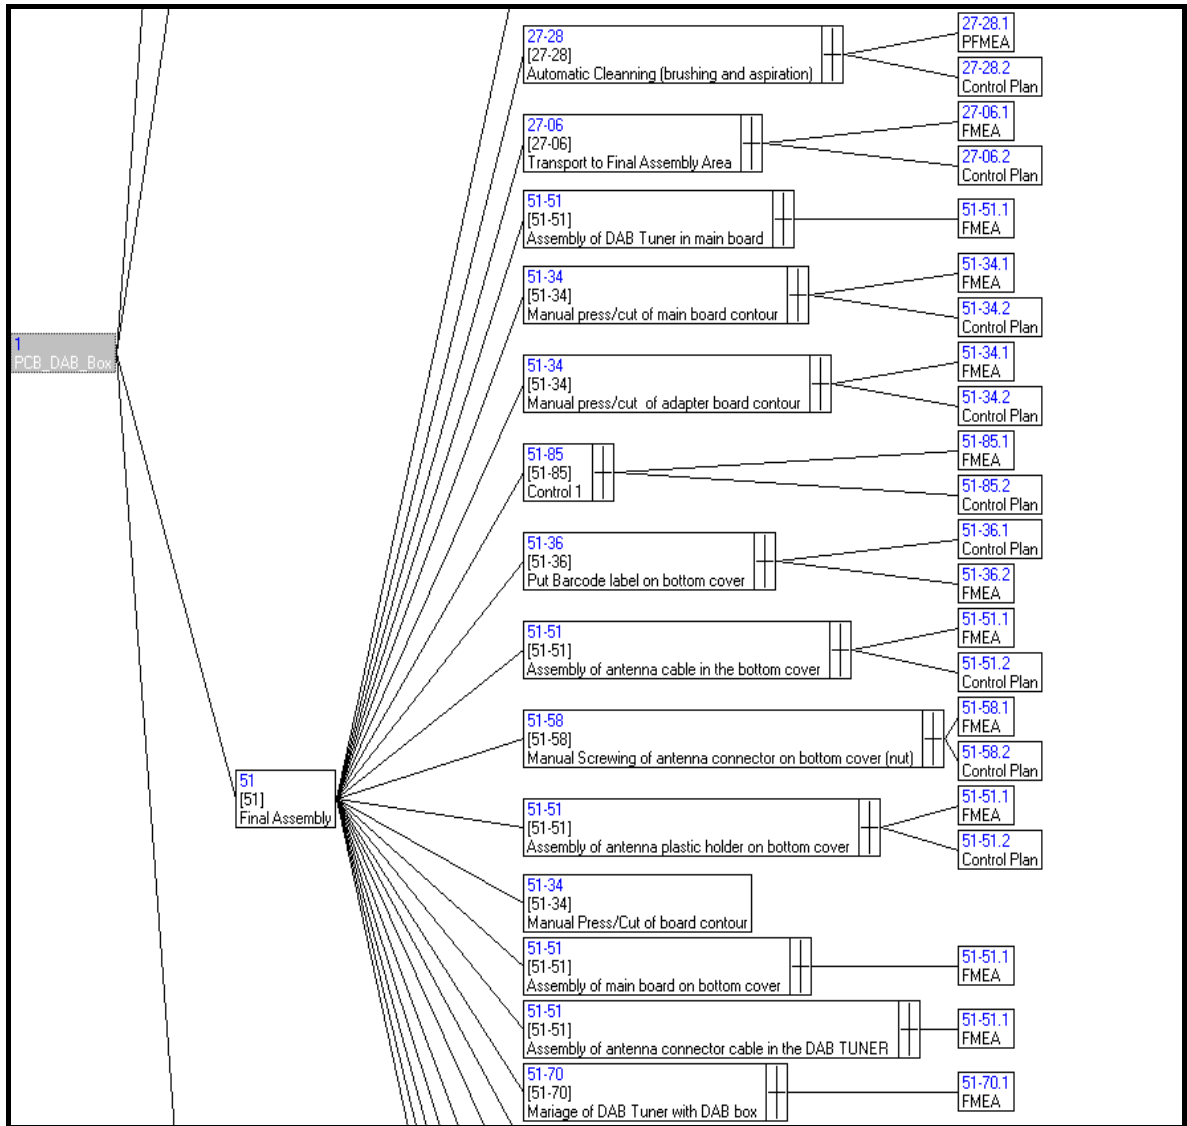 1
PCB_DAB_Box
51
[51]
Final Assembly
27-28
[27-28]
Automatic Cleanning (brushing and aspiration)
27-28.1
PFMEA
27-28.2
Control Plan
27-06
[27-06]
Transport to Final Assembly Area
27-06.1
FMEA
27-06.2
Control Plan
51-51
[51-51]
Assembly of DAB Tuner in main board
51-51.1
FMEA
51-34
[51-34]
Manual press/cut of main board contour
51-34.1
FMEA
51-34.2
Control Plan
51-34
[51-34]
Manual press/cut of adapter board contour
51-34.1
FMEA
51-34.2
Control Plan
51-85
[51-85]
Control 1
51-85.1
FMEA
51-85.2
Control Plan
51-36
[51-36]
Put Barcode label on bottom cover
51-36.1
Control Plan
51-36.2
FMEA
51-51
[51-51]
Assembly of antenna cable in the bottom cover
51-51.1
FMEA
51-51.2
Control Plan
51-58
[51-58]
Manual Screwing of antenna connector on bottom cover (nut)
51-58.1
FMEA
51-58.2
Control Plan
51-51
[51-51]
Assembly of antenna plastic holder on bottom cover
51-51.1
FMEA
51-51.2
Control Plan
51-34
[51-34]
Manual Press/Cut of board contour
51-51
[51-51]
Assembly of main board on bottom cover
51-51.1
FMEA
51-51
[51-51]
Assembly of antenna connector cable in the DAB TUNER
51-51.1
FMEA
51-70
[51-70]
Mariage of DAB Tuner with DAB box
51-70.1
FMEA